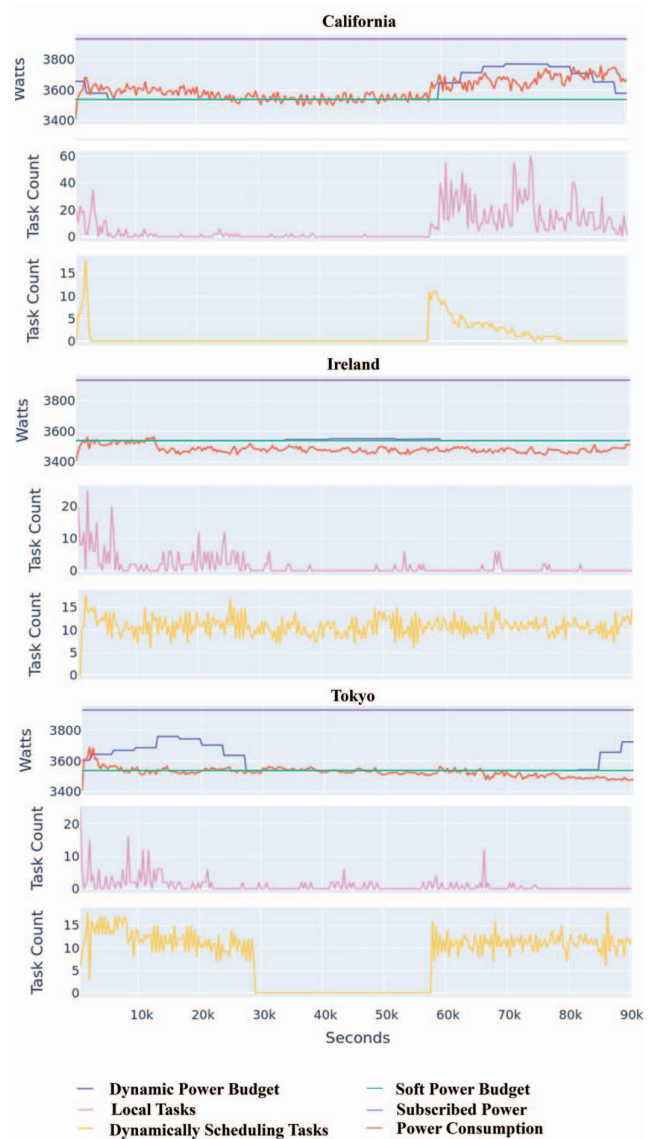 California
Watts
3800
3600
3400
Task Count
60
40
20
0
Task Count
15
10
5
0
Ireland
Watts
3800
3600
3400
Task Count
20
10
0
Task Count
15
10
5
0
Tokyo
Watts
3800
3600
3400
Task Count
20
10
0
Task Count
15
10
5
0
10k 20k 30k 40k 50k 60k 70k 80k 90k
Seconds
Dynamic Power Budget Soft Power Budget
Local Tasks Subscribed Power
Dynamically Scheduling Tasks Power Consumption